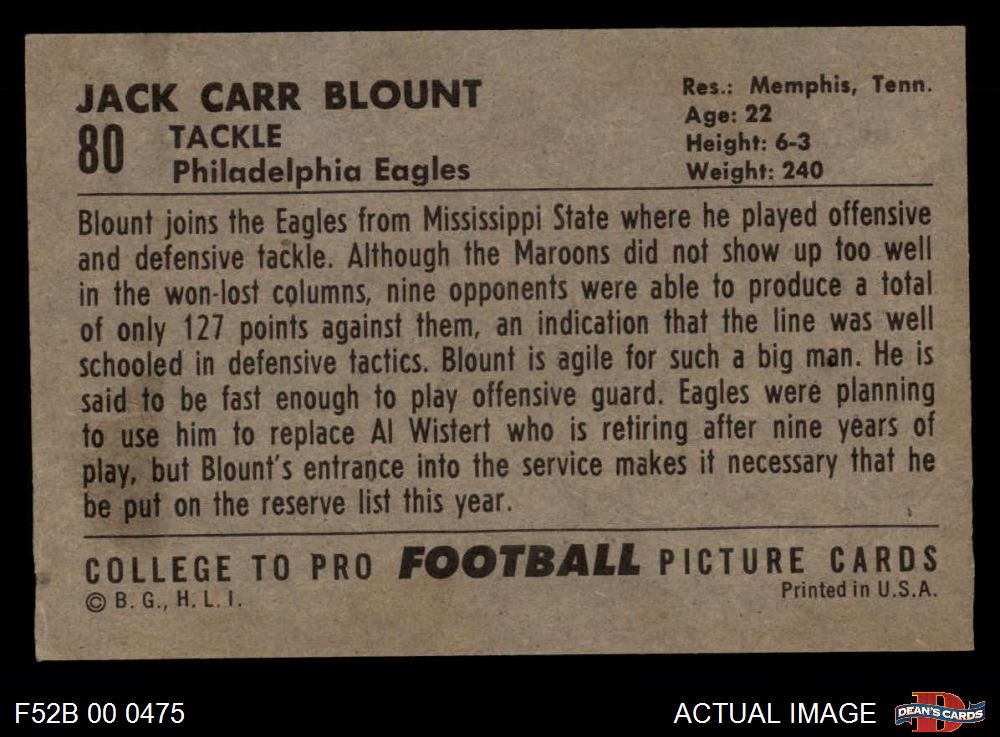 JACK CARR BLOUNT
80 TACKLE
Philadelphia Eagles
Res.: Memphis, Tenn.
Age: 22
Height: 6-3
Weight: 240
Blount joins the Eagles from Mississippi State where he played offensive
and defensive tackle. Although the Maroons did not show up too well
in the won-lost columns, nine opponents were able to produce a total
of only 127 points against them, an indication that the line was well
schooled in defensive tactics. Blount is agile for such a big man. He is
said to be fast enough to play offensive guard. Eagles were planning
to use him to replace Al Wistert who is retiring after nine years of
play, but Blount's entrance into the service makes it necessary that he
be put on the reserve list this year.
COLLEGE TO PRO FOOTBALL PICTURE CARDS
© B. G., H. L. I.
Printed in U.S.A.
F52B 00 0475
ACTUAL IMAGE
DEAN'S CARDS